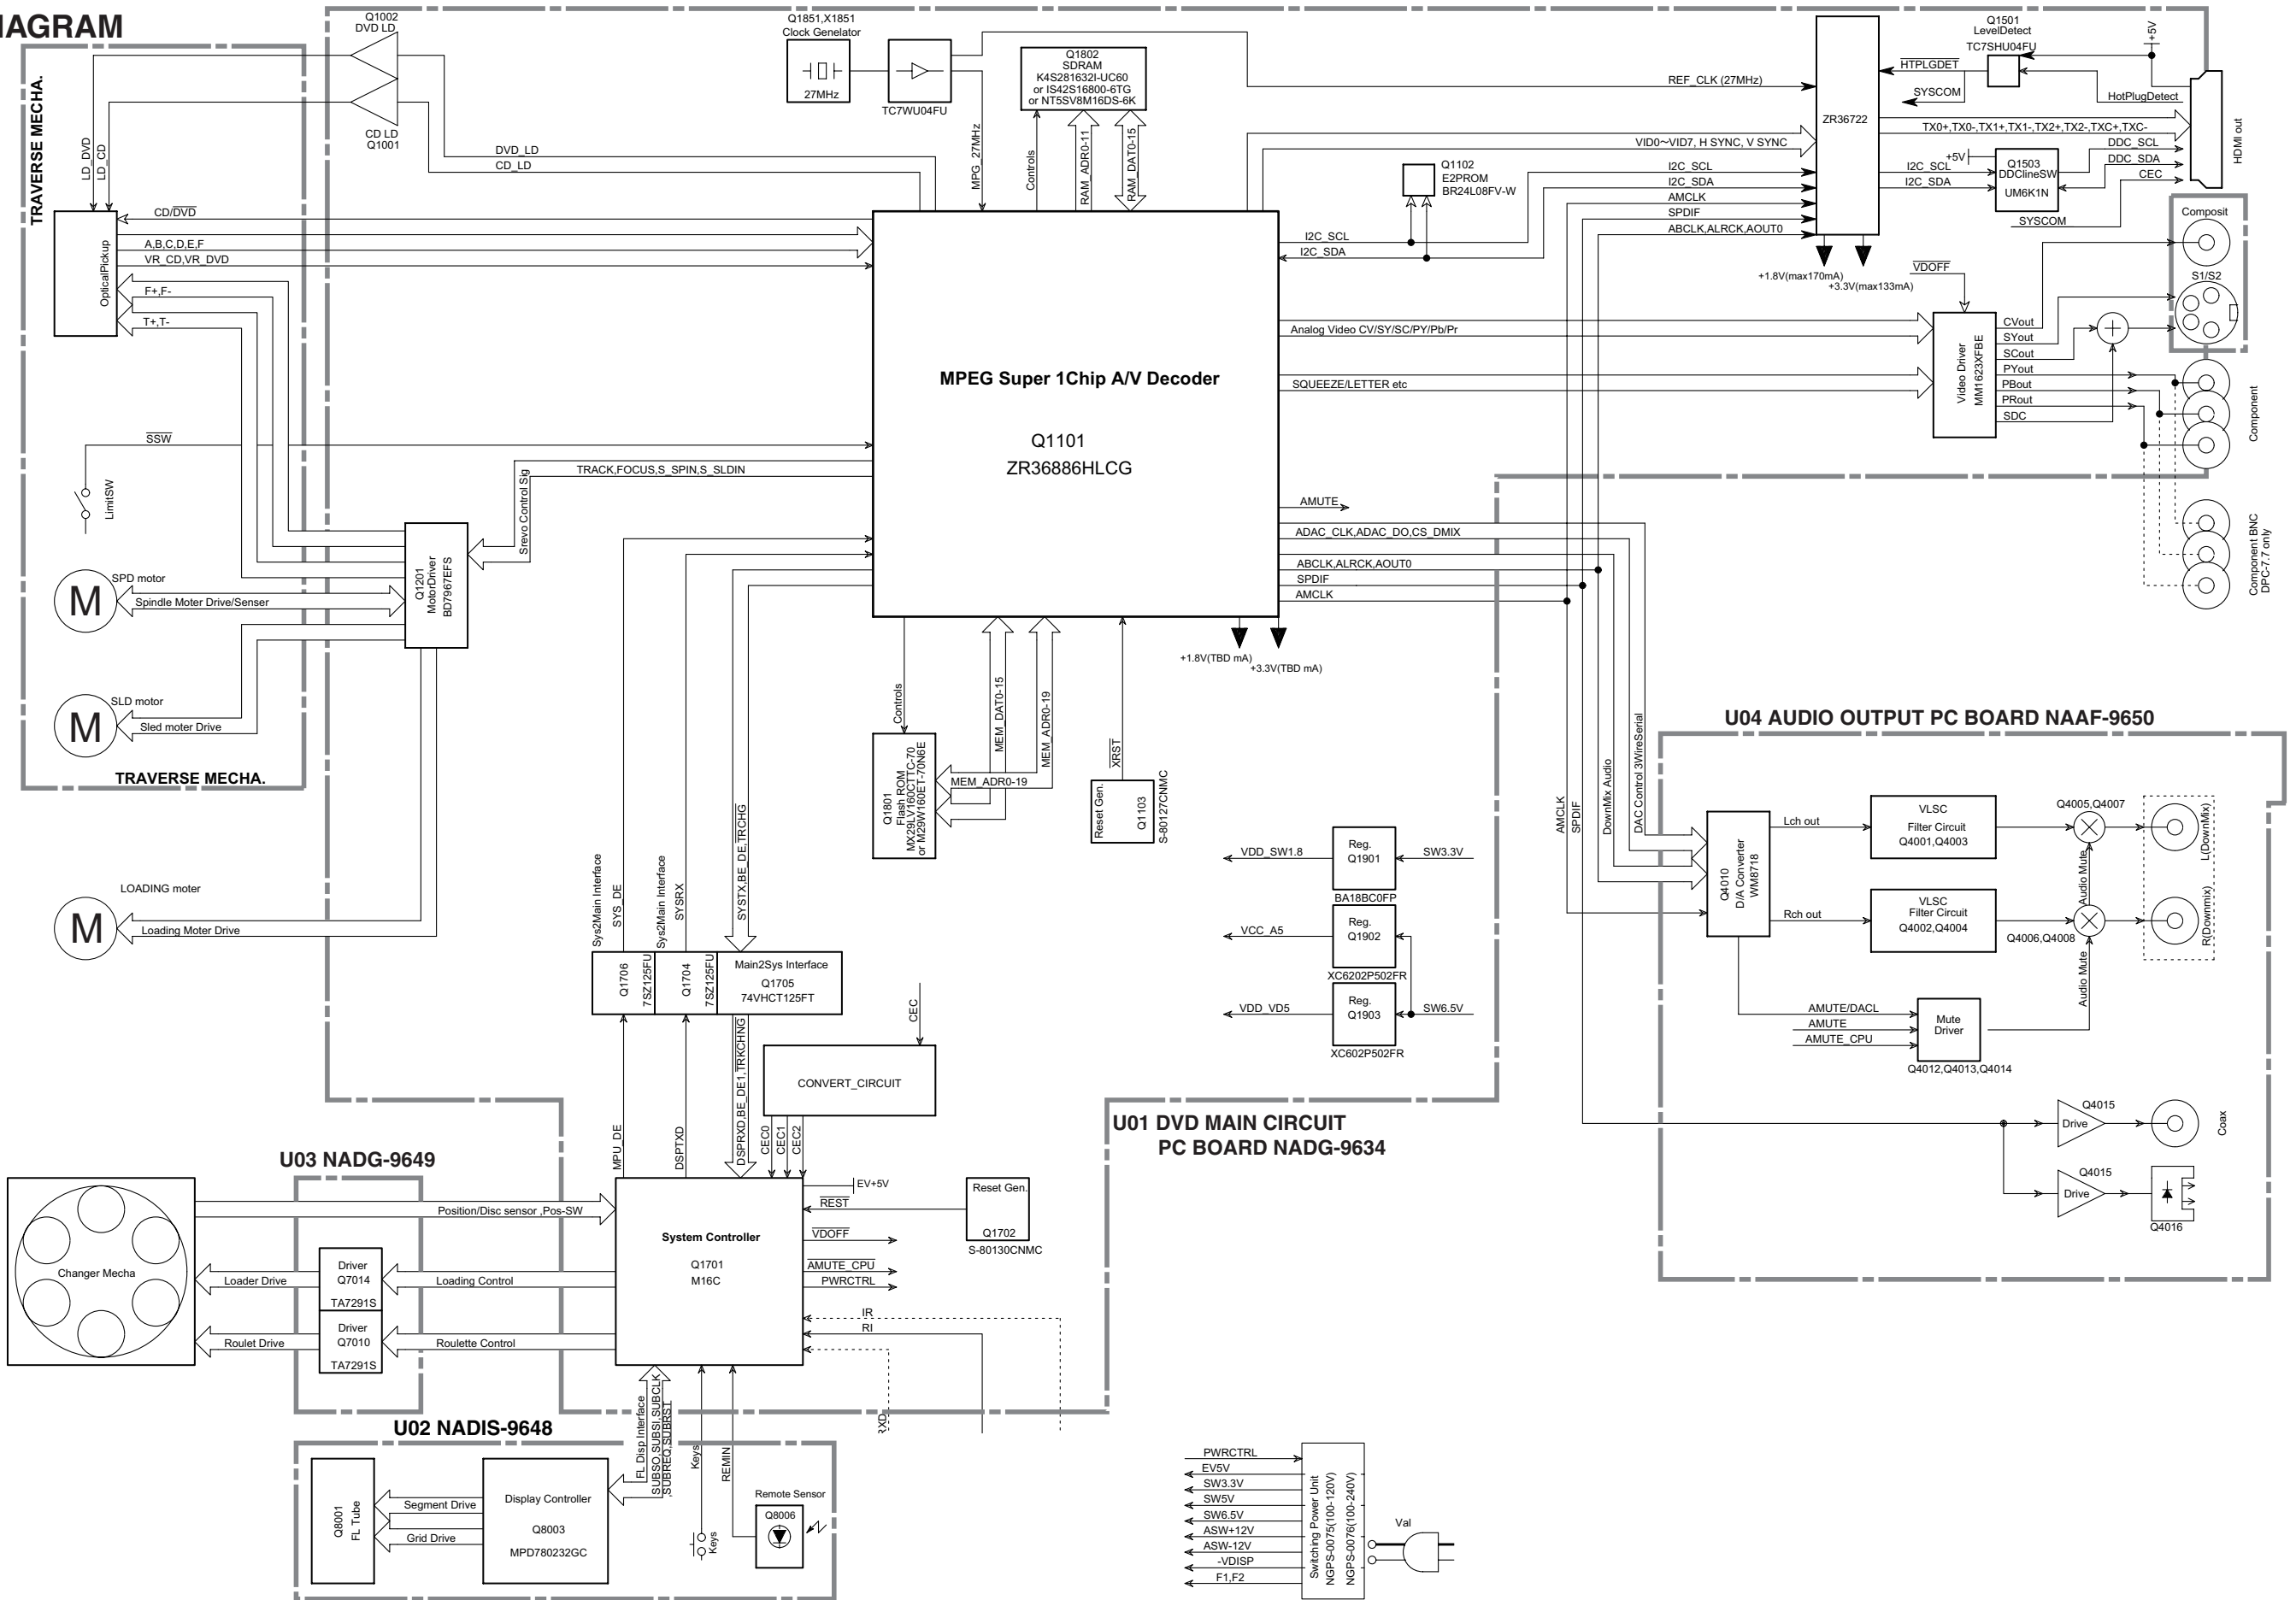 IAGRAM
TRAVERSE MECHA.
LD_DVD
LD_CD
Q1002
DVD LD
CD LD
Q1001
DVD_LD
CD_LD
OpticalPickup
CD/DVD
A,B,C,D,E,F
VR_CD,VR_DVD
F+,F-
T+,T-
SSW
LimitSW
TRACK,FOCUS,S_SPIN,S_SLDIN
Srevo Control Sig
Q1201
MotorDriver
BD7967EFS
M
SPD motor
Spindle Moter Drive/Senser
M
SLD motor
Sled moter Drive
TRAVERSE MECHA.
M
LOADING moter
Loading Moter Drive
Q1851,X1851
Clock Genelator
27MHz
TC7WU04FU
MPG_27MHz
Q1802
SDRAM
K4S281632I-UC60
or IS42S16800-6TG
or NT5SV8M16DS-6K
Controls
RAM_ADR0-11
RAM_DAT0-15
MPEG Super 1Chip A/V Decoder
Q1101
ZR36886HLCG
REF_CLK (27MHz)
VID0~VID7, H SYNC, V SYNC
I2C_SCL
I2C_SDA
AMCLK
SPDIF
ABCLK,ALRCK,AOUT0
Q1102
E2PROM
BR24L08FV-W
I2C_SCL
I2C_SDA
ZR36722
+1.8V(max170mA)
+3.3V(max133mA)
Q1501
LevelDetect
TC7SHU04FU
+5V
HTPLGDET
SYSCOM
HotPlugDetect
TX0+,TX0-,TX1+,TX1-,TX2+,TX2-,TXC+,TXC-
I2C_SCL
I2C_SDA
+5V
Q1503
DDClineSW
UM6K1N
DDC_SCL
DDC_SDA
CEC
SYSCOM
HDMI out
Composit
S1/S2
VDOFF
Analog Video CV/SY/SC/PY/Pb/Pr
SQUEEZE/LETTER etc
Video Driver
MM1623XFBE
CVout
SYout
SCout
PYout
PBout
PRout
SDC
Component
Component BNC
DPC-7.7 only
AMUTE
ADAC_CLK,ADAC_DO,CS_DMIX
ABCLK,ALRCK,AOUT0
SPDIF
AMCLK
+1.8V(TBD mA)
+3.3V(TBD mA)
Controls
MEM_DAT0-15
MEM_ADR0-19
MEM_ADR0-19
Q1801
Flash ROM
MX29LV160CTTC-70
or M29W160ET-70N6E
XRST
Reset Gen.
Q1103
S-80127CNMC
VDD_SW1.8
Reg.
Q1901
BA18BC0FP
SW3.3V
VCC_A5
Reg.
Q1902
XC6202P502FR
VDD_VD5
Reg.
Q1903
XC602P502FR
SW6.5V
Sys2Main Interface
SYS_DE
Sys2Main Interface
SYSRX
SYSTX,BE_DE,TRCHG
Q1706
7SZ125FU
Q1704
7SZ125FU
Main2Sys Interface
Q1705
74VHCT125FT
MPU_DE
DSPTXD
DSPRXD,BE_DE1,TRKCHNG
CEC
CONVERT_CIRCUIT
CEC0
CEC1
CEC2
U01 DVD MAIN CIRCUIT
PC BOARD NADG-9634
System Controller
Q1701
M16C
EV+5V
REST
Reset Gen.
Q1702
S-80130CNMC
VDOFF
AMUTE_CPU
PWRCTRL
IR
RI
U03 NADG-9649
Changer Mecha
Position/Disc sensor ,Pos-SW
Loader Drive
Driver
Q7014
TA7291S
Loading Control
Roulet Drive
Driver
Q7010
TA7291S
Roulette Control
U02 NADIS-9648
Q8001
FL Tube
Segment Drive
Grid Drive
Display Controller
Q8003
MPD780232GC
FL Disp Interface
SUBSO,SUBSI,SUBCLK
SUBREQ,SUBRST
Keys
Keys
REMIN
Remote Sensor
Q8006
PWRCTRL
EV5V
SW3.3V
SW5V
SW6.5V
ASW+12V
ASW-12V
-VDISP
F1,F2
Switching Power Unit
NGPS-0075(100-120V)
NGPS-0076(100-240V)
Val
U04 AUDIO OUTPUT PC BOARD NAAF-9650
AMCLK
SPDIF
DownMix Audio
DAC Control 3WireSerial
Q4010
D/A Converter
WM8718
Lch out
VLSC
Filter Circuit
Q4001,Q4003
Q4005,Q4007
L(DownMix)
Rch out
VLSC
Filter Circuit
Q4002,Q4004
Q4006,Q4008
R(Downmix)
Audio Mute
Audio Mute
AMUTE/DACL
AMUTE
AMUTE_CPU
Mute
Driver
Q4012,Q4013,Q4014
Q4015
Drive
Coax
Q4015
Drive
Q4016